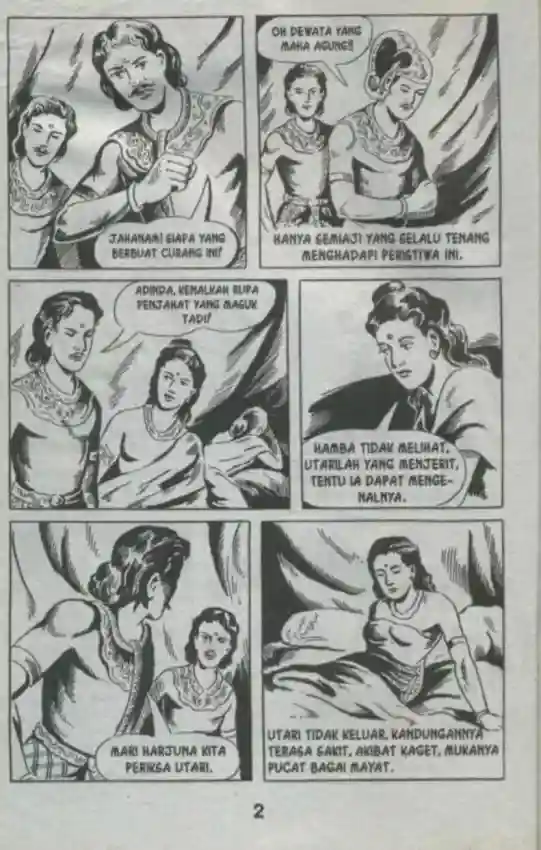 JAHANAM! SIAPA YANG
BERBUAT CURANG INI?
OH DEWATA YANG
MAHA AGUNG!!
HANYA SEMIAJI YANG SELALU TENANG
MENGHADAPI PERISTIWA INI.
ADINDA, KENALKAH RUPA
PENJAHAT YANG MASUK
TADI?
HAMBA TIDAK MELIHAT.
UTARILAH YANG MENJERIT,
TENTU IA DAPAT MENGE-
NALNYA.
MARI HARJUNA KITA
PERIKSA UTARI.
UTARI TIDAK KELUAR. KANDUNGANNYA
TERASA SAKIT, AKIBAT KAGET, MUKANYA
PUCAT BAGAI MAYAT.
2